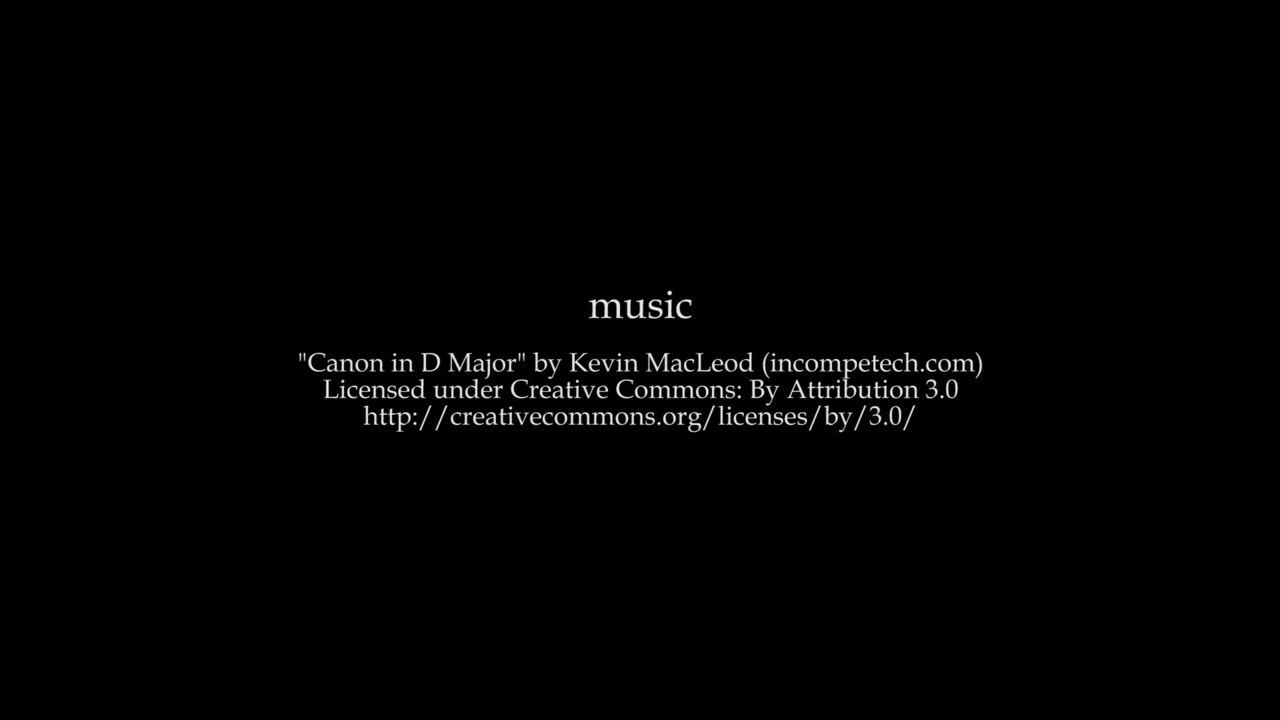 music
"Canon in D Major" by Kevin MacLeod (incompetech.com)
Licensed under Creative Commons: By Attribution 3.0
http://creativecommons.org/licenses/by/3.0/